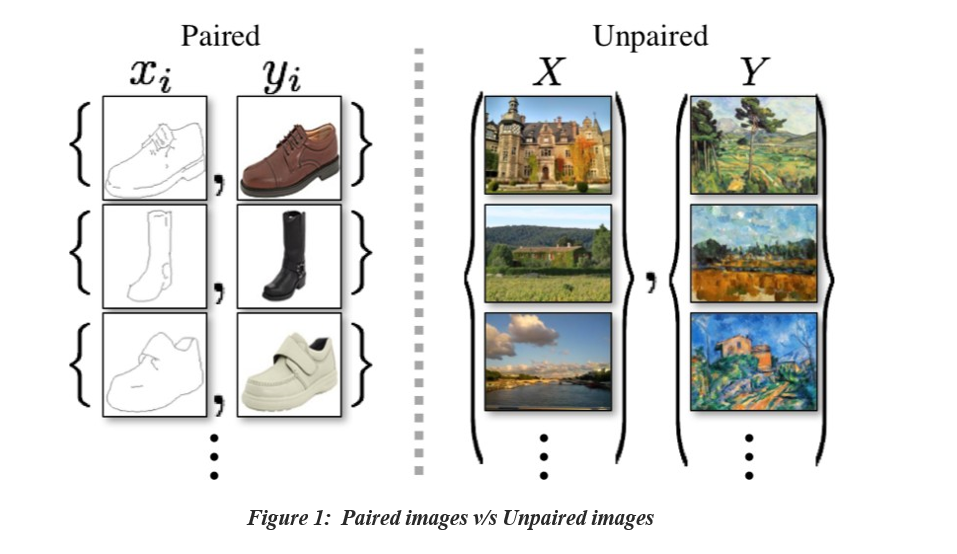 Paired
Unpaired
x_i
y_i
X
Y
{ , }
{ , }
{ , }
( , )
Figure 1:  Paired images v/s Unpaired images